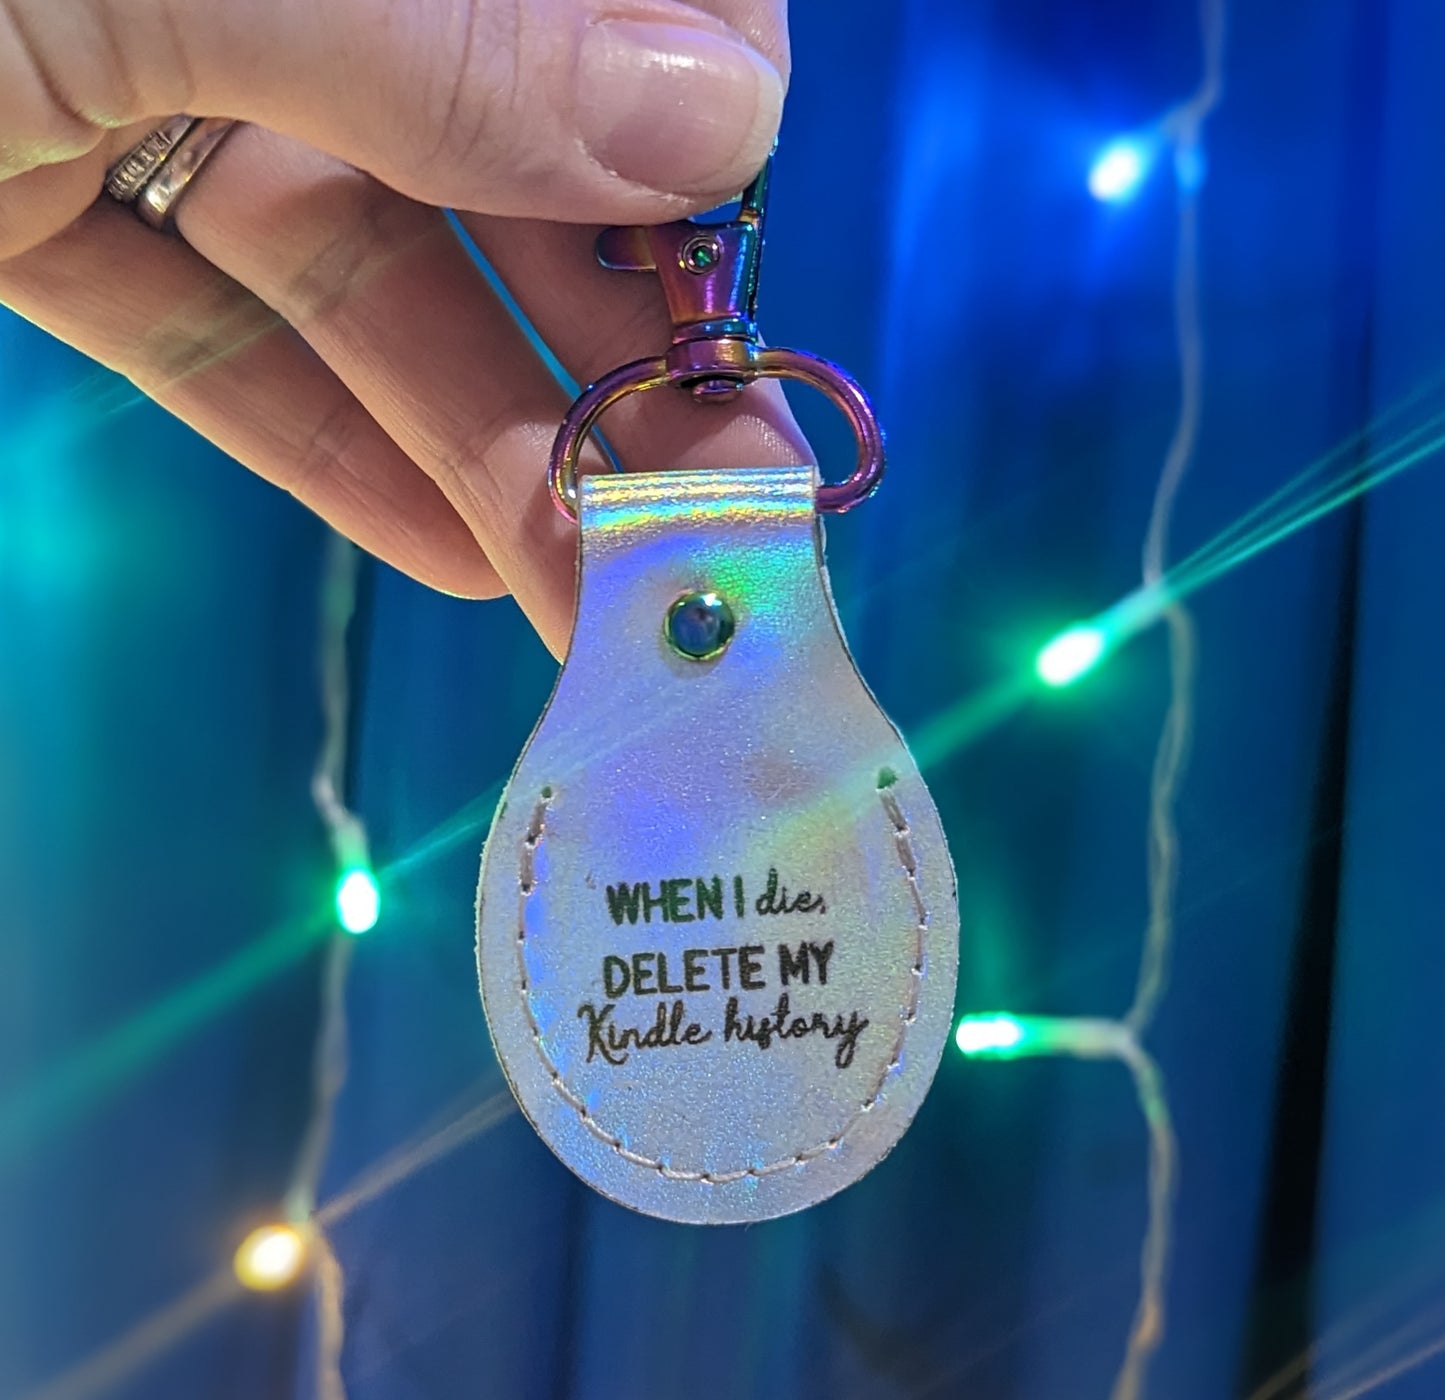 WHEN I die,
DELETE MY
Kindle history